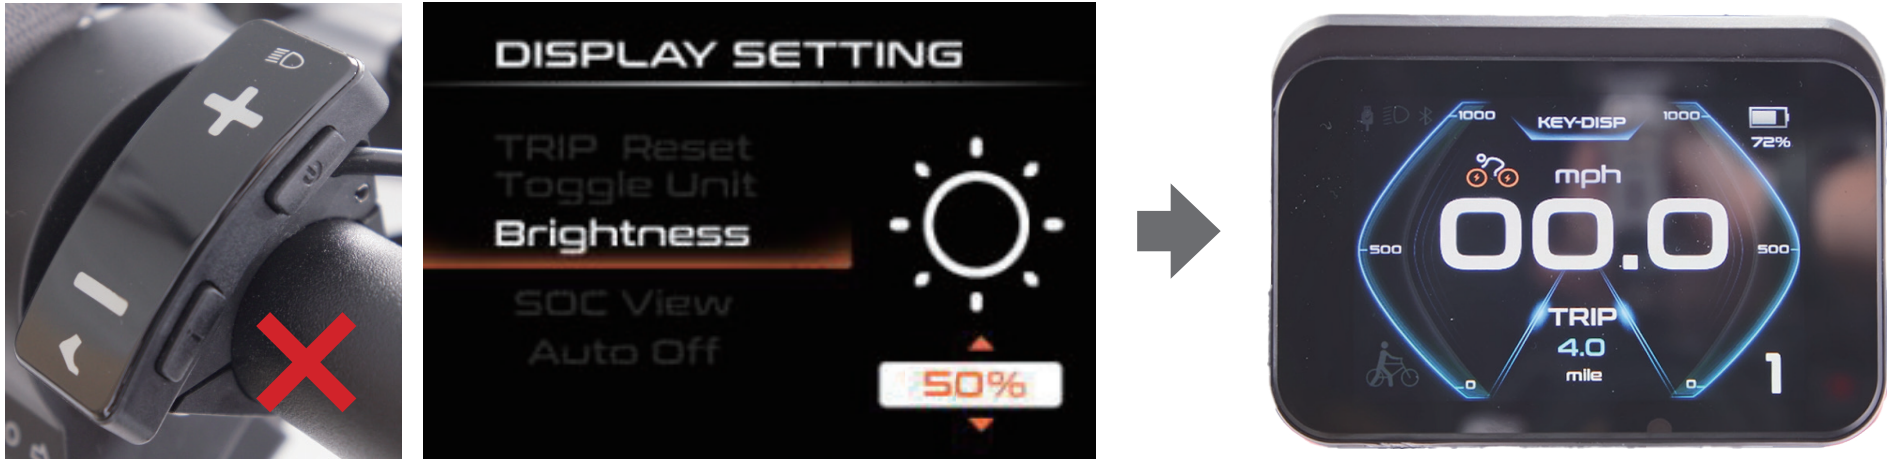 DISPLAY SETTING
TRIP Reset
Toggle Unit
Brightness
SOC View
Auto Off
50%
1000
KEY-DISP
1000
72%
mph
00.0
500
500
TRIP
4.0
mile
0
0
1